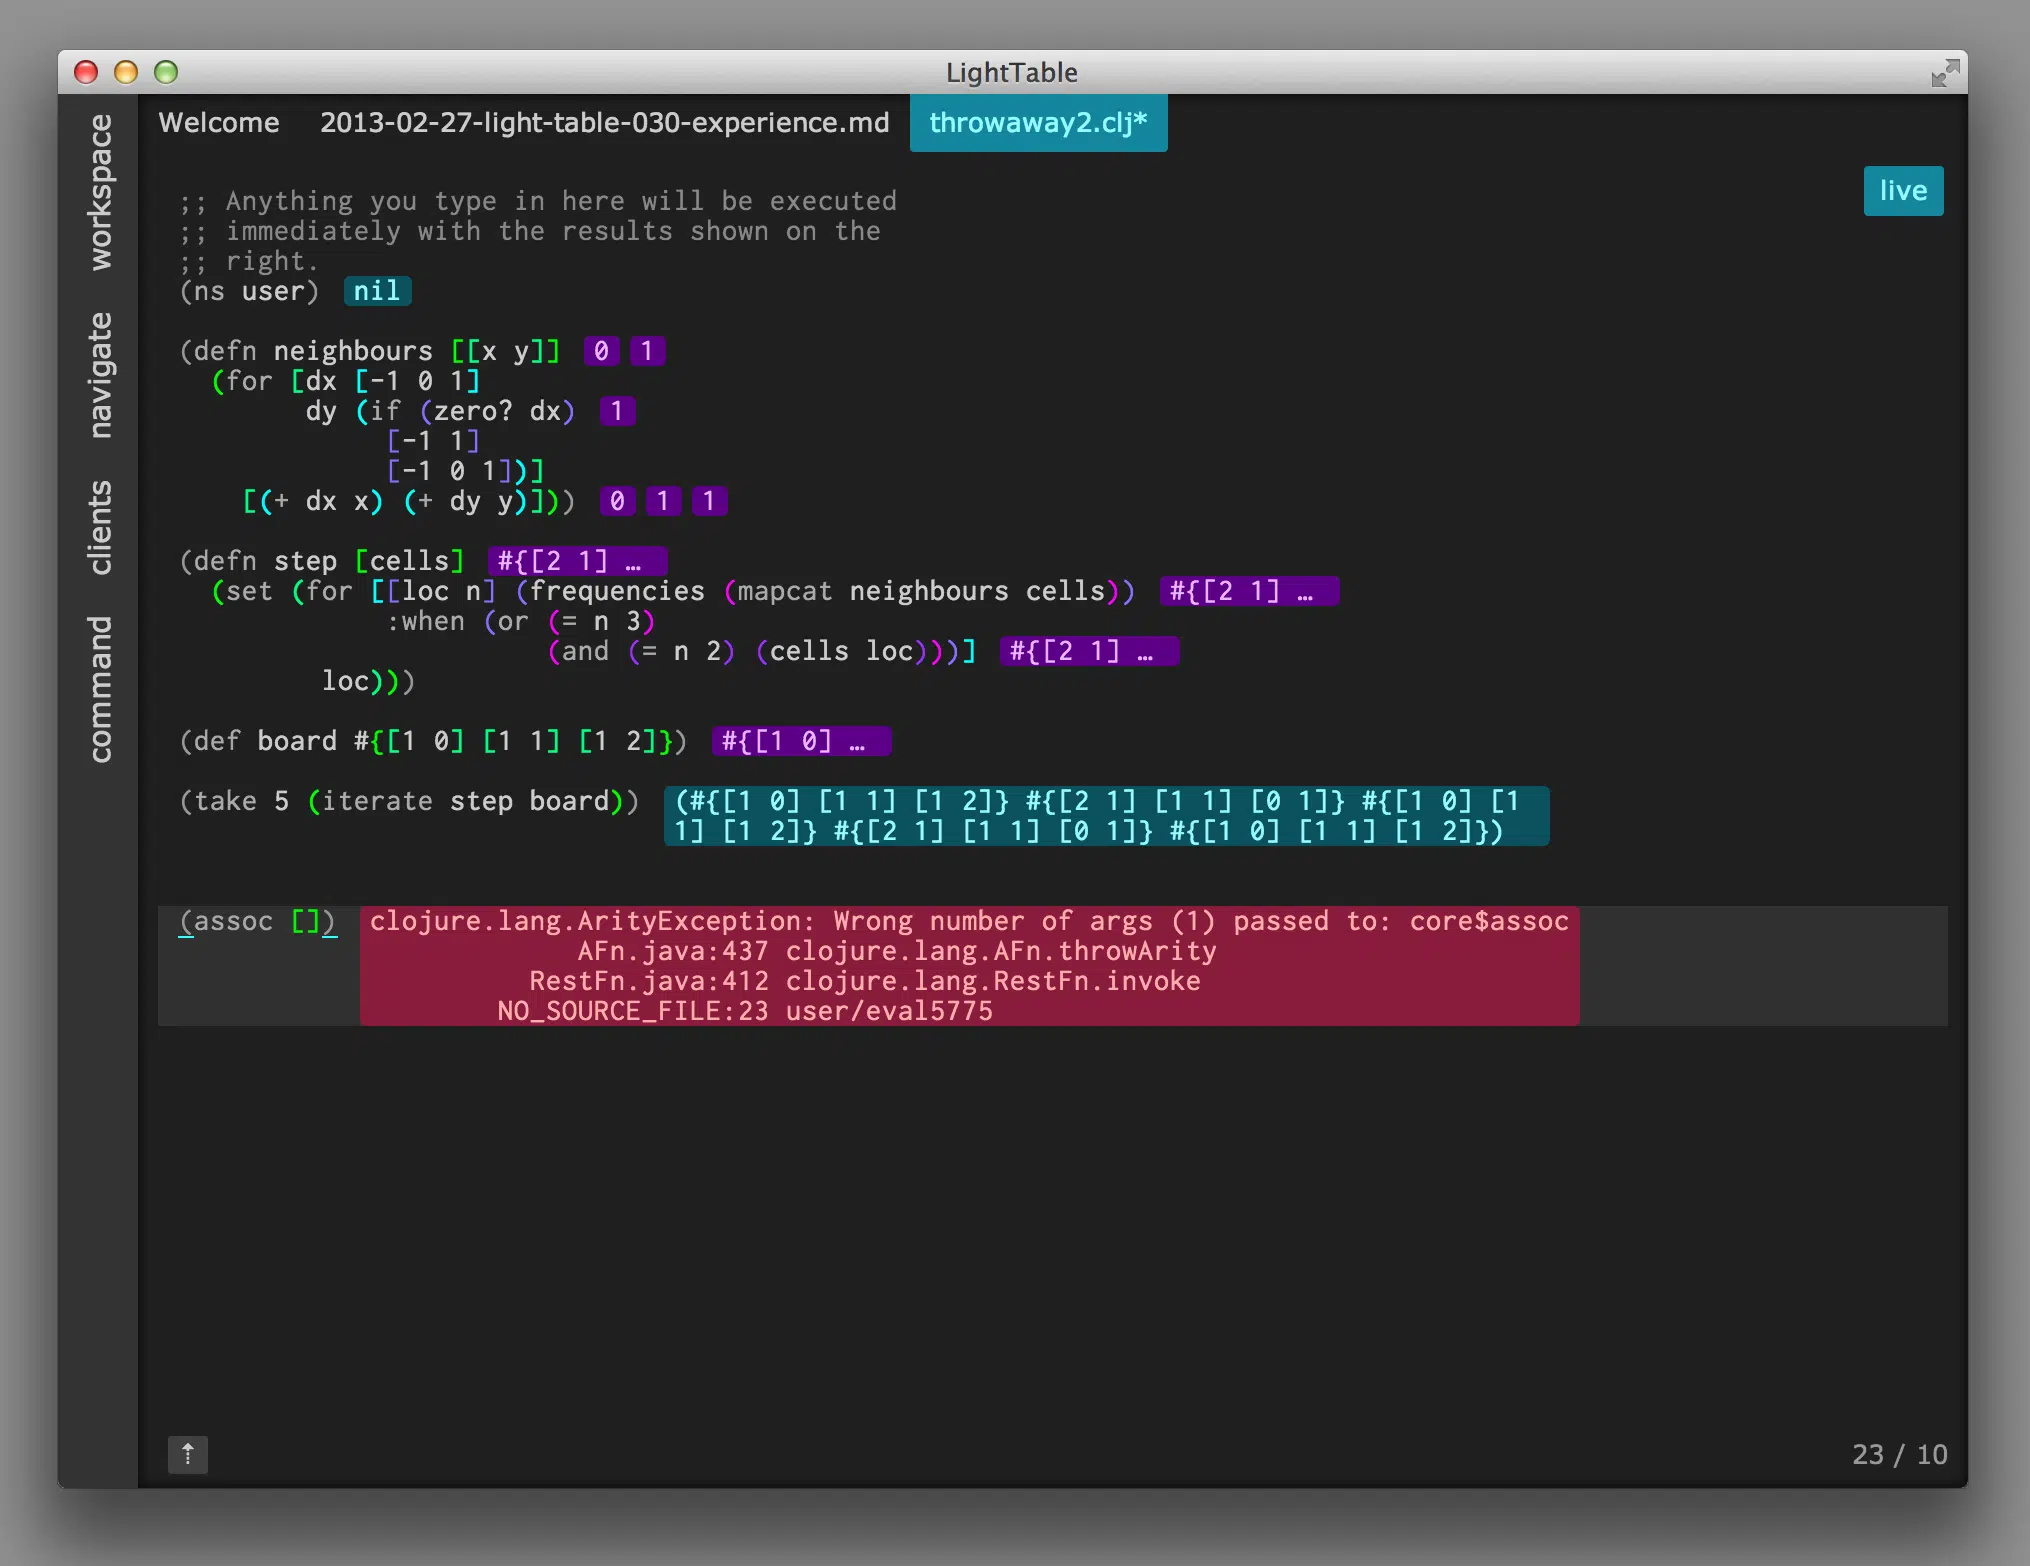 LightTable
workspace
navigate
clients
command
Welcome 2013-02-27-light-table-030-experience.md throwaway2.clj*
live
;; Anything you type in here will be executed
;; immediately with the results shown on the
;; right.
(ns user) nil
(defn neighbours [[x y]] 0 1
(for [dx [-1 0 1]
dy (if (zero? dx) 1
[-1 1]
[-1 0 1])]
[(+ dx x) (+ dy y)])) 0 1 1
(defn step [cells] #{[2 1] …
(set (for [[loc n] (frequencies (mapcat neighbours cells)) #{[2 1] …
:when (or (= n 3)
(and (= n 2) (cells loc)))] #{[2 1] …
loc)))
(def board #{[1 0] [1 1] [1 2]}) #{[1 0] …
(take 5 (iterate step board)) (#{[1 0] [1 1] [1 2]} #{[2 1] [1 1] [0 1]} #{[1 0] [1
1] [1 2]} #{[2 1] [1 1] [0 1]} #{[1 0] [1 1] [1 2]})
(assoc []) clojure.lang.ArityException: Wrong number of args (1) passed to: core$assoc
AFn.java:437 clojure.lang.AFn.throwArity
RestFn.java:412 clojure.lang.RestFn.invoke
NO_SOURCE_FILE:23 user/eval5775
23 / 10